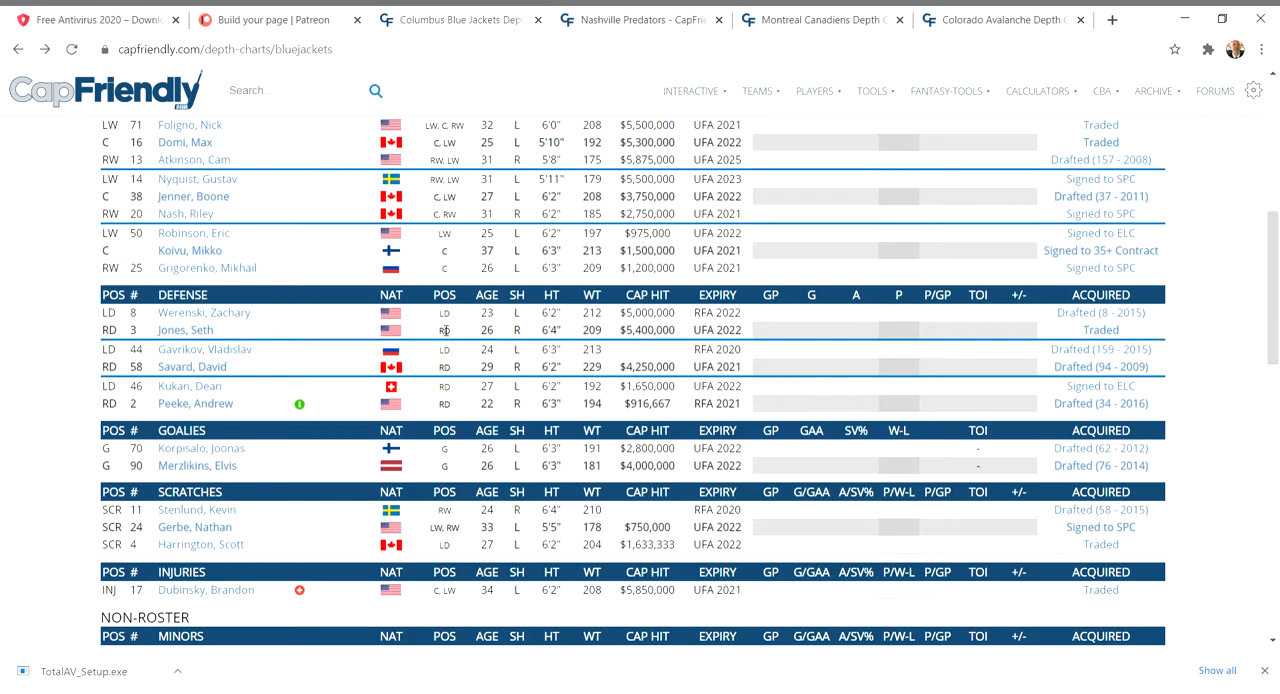 Free Antivirus 2020 – Downlo × Build your page | Patreon × Columbus Blue Jackets Dept × Nashville Predators - CapFrie × Montreal Canadiens Depth C × Colorado Avalanche Depth C × +
capfriendly.com/depth-charts/bluejackets
CapFriendly Search... INTERACTIVE TEAMS PLAYERS TOOLS FANTASY-TOOLS CALCULATORS CBA ARCHIVE FORUMS
LW 71 Foligno, Nick LW, C, RW 32 L 6'0" 208 $5,500,000 UFA 2021 Traded
C 16 Domi, Max C, LW 25 L 5'10" 192 $5,300,000 UFA 2022 Traded
RW 13 Atkinson, Cam RW, LW 31 R 5'8" 175 $5,875,000 UFA 2025 Drafted (157 - 2008)
LW 14 Nyquist, Gustav RW, LW 31 L 5'11" 179 $5,500,000 UFA 2023 Signed to SPC
C 38 Jenner, Boone C, LW 27 L 6'2" 208 $3,750,000 UFA 2022 Drafted (37 - 2011)
RW 20 Nash, Riley C, RW 31 R 6'2" 185 $2,750,000 UFA 2021 Signed to SPC
LW 50 Robinson, Eric LW 25 L 6'2" 197 $975,000 UFA 2022 Signed to ELC
C Koivu, Mikko C 37 L 6'3" 213 $1,500,000 UFA 2021 Signed to 35+ Contract
RW 25 Grigorenko, Mikhail C 26 L 6'3" 209 $1,200,000 UFA 2021 Signed to SPC
POS # DEFENSE NAT POS AGE SH HT WT CAP HIT EXPIRY GP G A P P/GP TOI +/- ACQUIRED
LD 8 Werenski, Zachary LD 23 L 6'2" 212 $5,000,000 RFA 2022 Drafted (8 - 2015)
RD 3 Jones, Seth RD 26 R 6'4" 209 $5,400,000 UFA 2022 Traded
LD 44 Gavrikov, Vladislav LD 24 L 6'3" 213 RFA 2020 Drafted (159 - 2015)
RD 58 Savard, David RD 29 R 6'2" 229 $4,250,000 UFA 2021 Drafted (94 - 2009)
LD 46 Kukan, Dean RD 27 L 6'2" 192 $1,650,000 UFA 2022 Signed to ELC
RD 2 Peeke, Andrew RD 22 R 6'3" 194 $916,667 RFA 2021 Drafted (34 - 2016)
POS # GOALIES NAT POS AGE SH HT WT CAP HIT EXPIRY GP GAA SV% W-L TOI ACQUIRED
G 70 Korpisalo, Joonas G 26 L 6'3" 191 $2,800,000 UFA 2022 - Drafted (62 - 2012)
G 90 Merzlikins, Elvis G 26 L 6'3" 181 $4,000,000 UFA 2022 - Drafted (76 - 2014)
POS # SCRATCHES NAT POS AGE SH HT WT CAP HIT EXPIRY GP G/GAA A/SV% P/W-L P/GP TOI +/- ACQUIRED
SCR 11 Stenlund, Kevin RW 24 R 6'4" 210 RFA 2020 Drafted (58 - 2015)
SCR 24 Gerbe, Nathan LW, RW 33 L 5'5" 178 $750,000 UFA 2022 Signed to SPC
SCR 4 Harrington, Scott LD 27 L 6'2" 204 $1,633,333 UFA 2022 Traded
POS # INJURIES NAT POS AGE SH HT WT CAP HIT EXPIRY GP G/GAA A/SV% P/W-L P/GP TOI +/- ACQUIRED
INJ 17 Dubinsky, Brandon C, LW 34 L 6'2" 208 $5,850,000 UFA 2021 Traded
NON-ROSTER
POS # MINORS NAT POS AGE SH HT WT CAP HIT EXPIRY GP G/GAA A/SV% P/W-L P/GP TOI +/- ACQUIRED
TotalAV_Setup.exe Show all